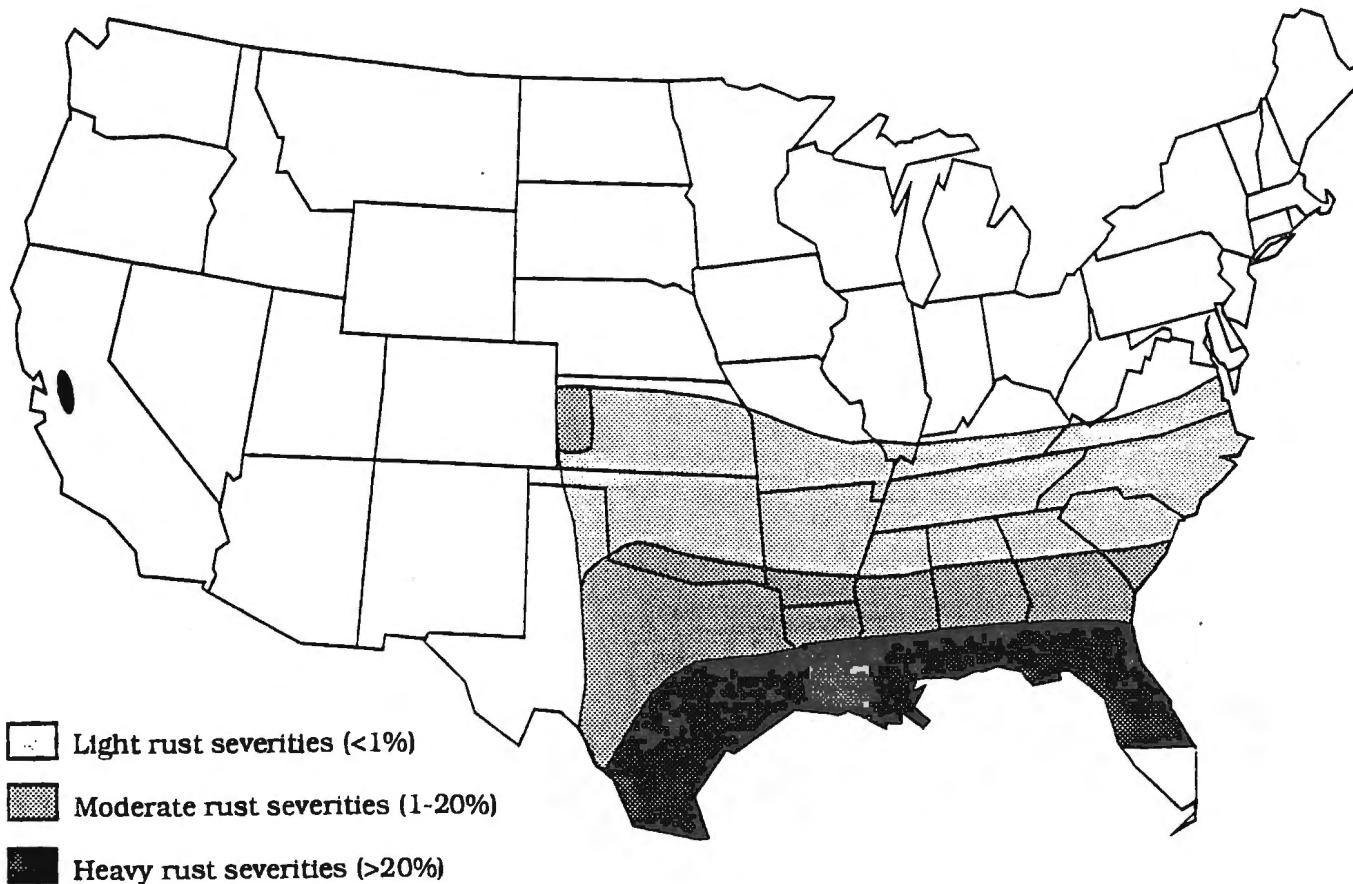 Light rust severities (<1%)
Moderate rust severities (1-20%)
Heavy rust severities (>20%)